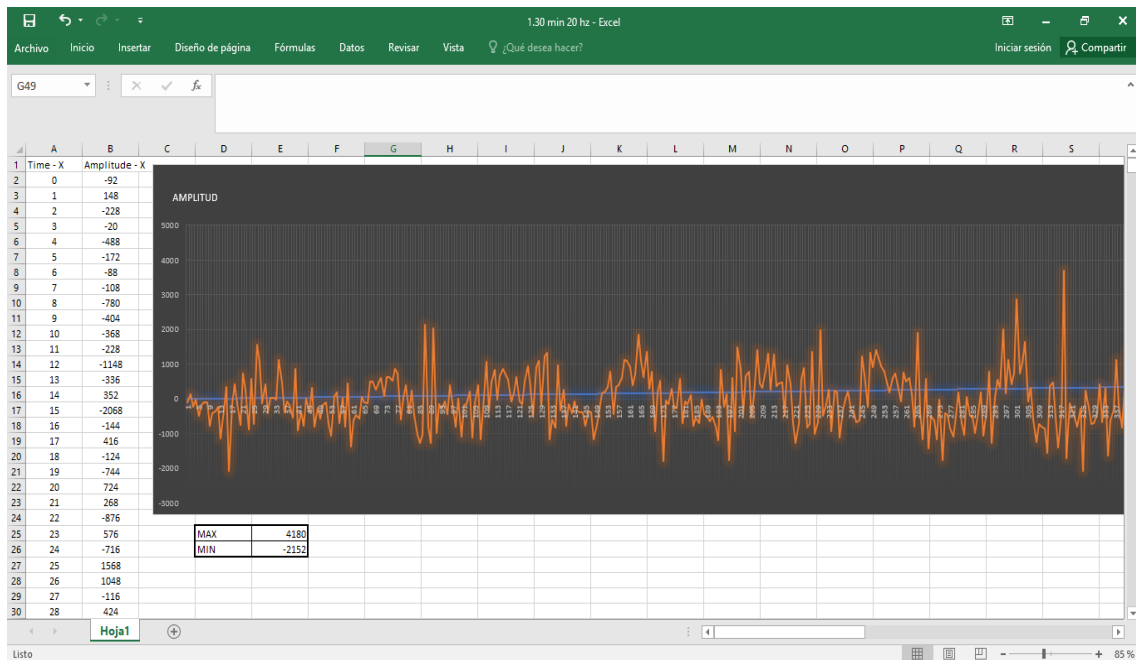 1.30 min 20 hz - Excel
Archivo Inicio Insertar Diseño de página Fórmulas Datos Revisar Vista ¿Qué desea hacer? Iniciar sesión Compartir
G49 fx
A B C D E F G H I J K L M N O P Q R S
1 Time - X Amplitude - X
2 0 -92
3 1 148
4 2 -228
5 3 -20
6 4 -488
7 5 -172
8 6 -88
9 7 -108
10 8 -780
11 9 -404
12 10 -368
13 11 -228
14 12 -1148
15 13 -336
16 14 352
17 15 -2068
18 16 -144
19 17 416
20 18 -124
21 19 -744
22 20 724
23 21 268
24 22 -876
25 23 576
26 24 -716
27 25 1568
28 26 1048
29 27 -116
30 28 424
AMPLITUD
5000
4000
3000
2000
1000
0
-1000
-2000
-3000
MAX 4180
MIN -2152
Hoja1
Listo 85 %